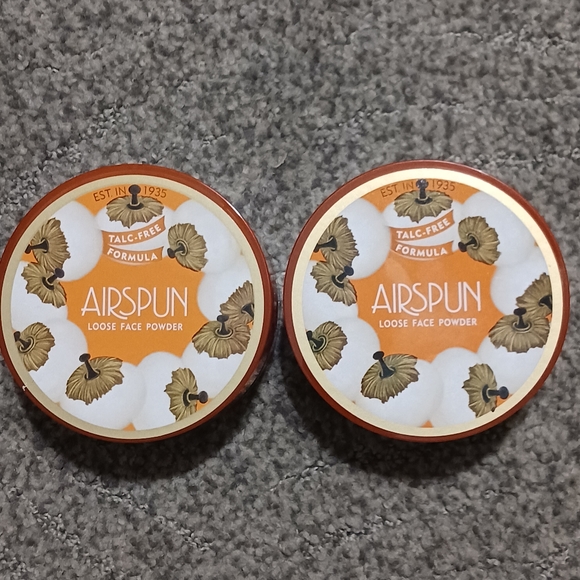 EST IN 1935
TALC-FREE
FORMULA
AIRSPUN
LOOSE FACE POWDER
EST IN 1935
TALC-FREE
FORMULA
AIRSPUN
LOOSE FACE POWDER